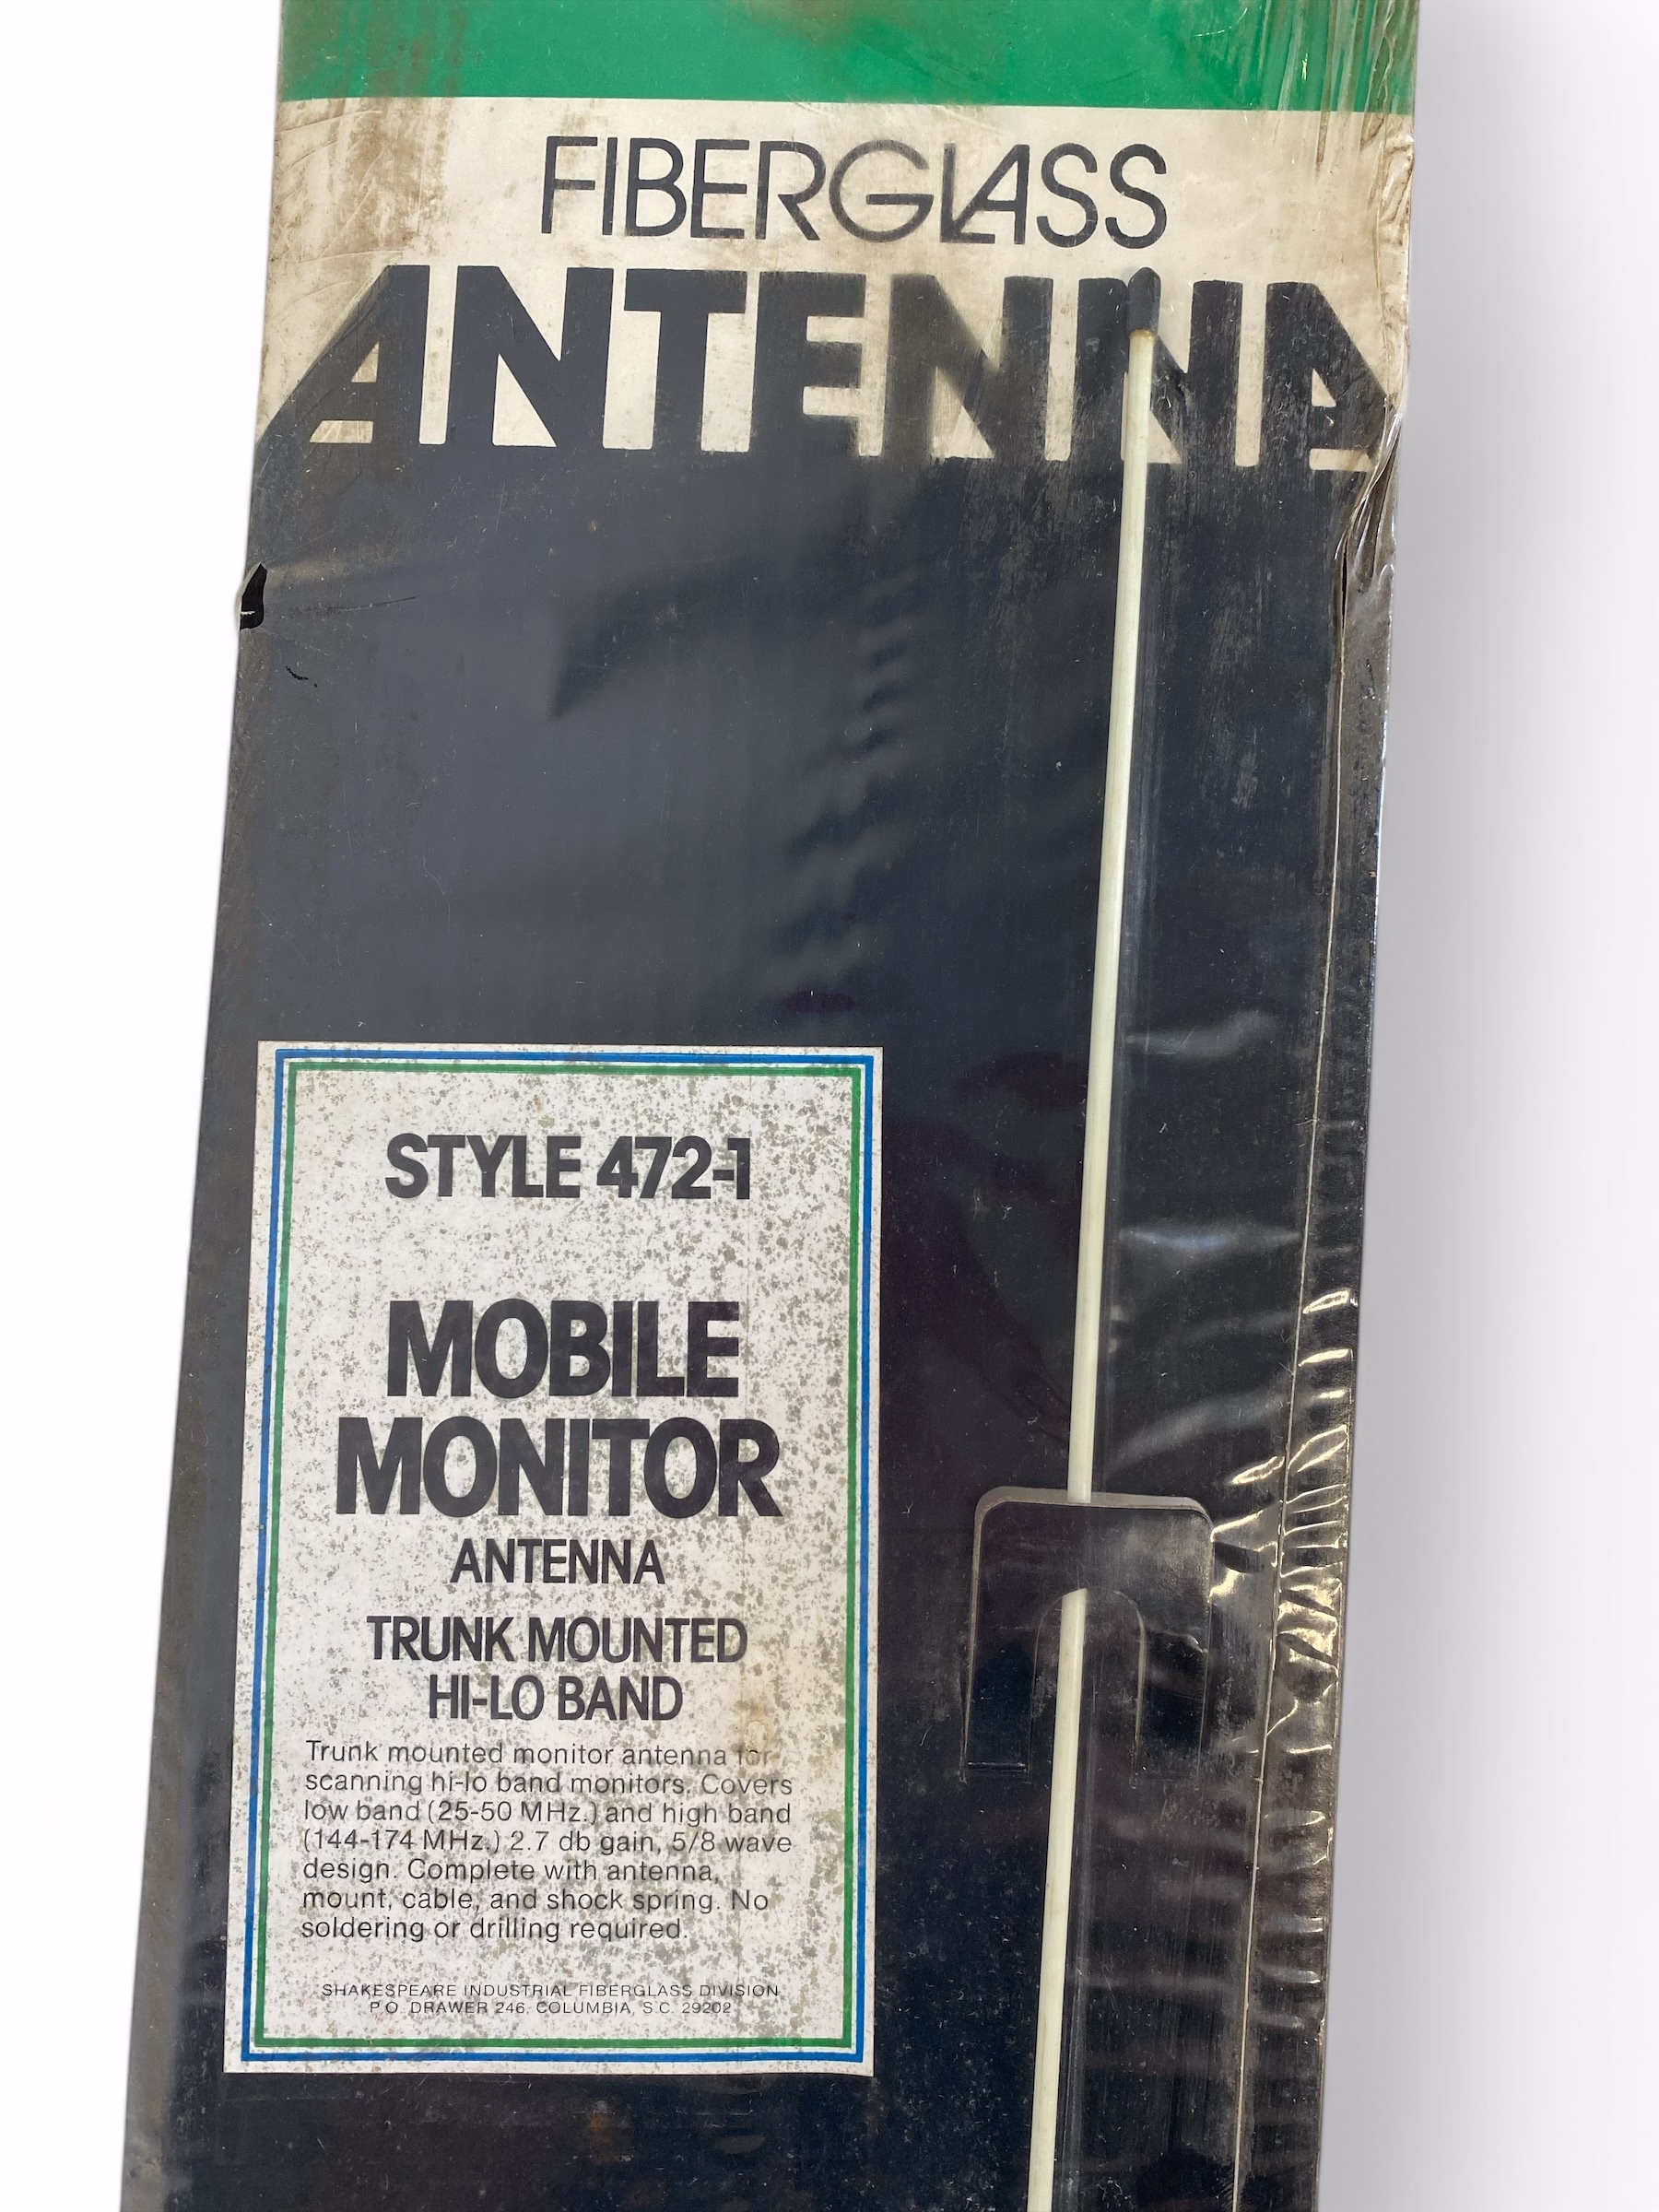 FIBERGLASS
ANTENNA
STYLE 472-1
MOBILE
MONITOR
ANTENNA
TRUNK MOUNTED
HI-LO BAND
Trunk mounted monitor antenna for
scanning hi-lo band monitors. Covers
low band (25-50 MHz.) and high band
(144-174 MHz.) 2.7 db gain, 5/8 wave
design. Complete with antenna,
mount, cable, and shock spring. No
soldering or drilling required.
SHAKESPEARE INDUSTRIAL FIBERGLASS DIVISION
P.O. DRAWER 246, COLUMBIA, S.C. 29202